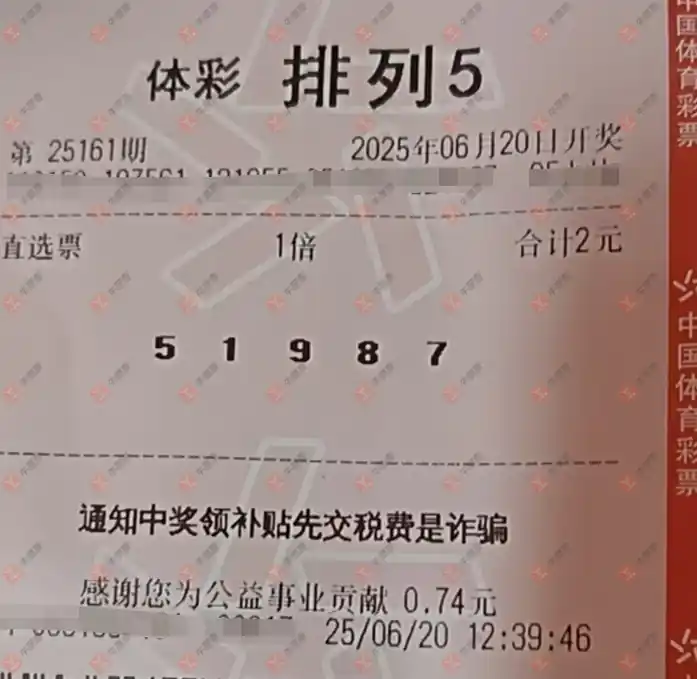 体彩 排列5
第 25161期 2025年06月20日开奖
直选票 1倍 合计2元
5 1 9 8 7
通知中奖领补贴先交税费是诈骗
感谢您为公益事业贡献 0.74元
25/06/20 12:39:46
中国体育彩票
中国体育彩票